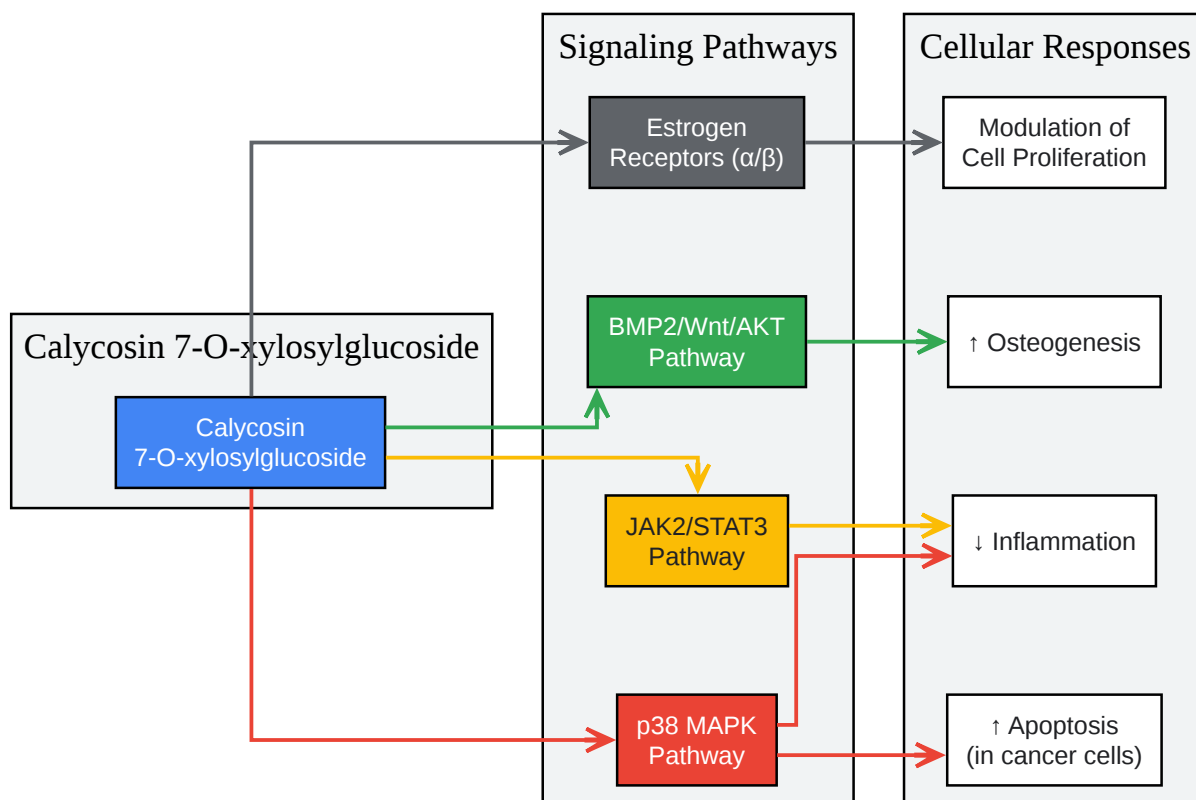 Signaling Pathways
Cellular Responses
Estrogen
Receptors (α/β)
Modulation of
Cell Proliferation
Calycosin 7-O-xylosylglucoside
BMP2/Wnt/AKT
Pathway
↑ Osteogenesis
Calycosin
7-O-xylosylglucoside
JAK2/STAT3
Pathway
↓ Inflammation
p38 MAPK
Pathway
↑ Apoptosis
(in cancer cells)